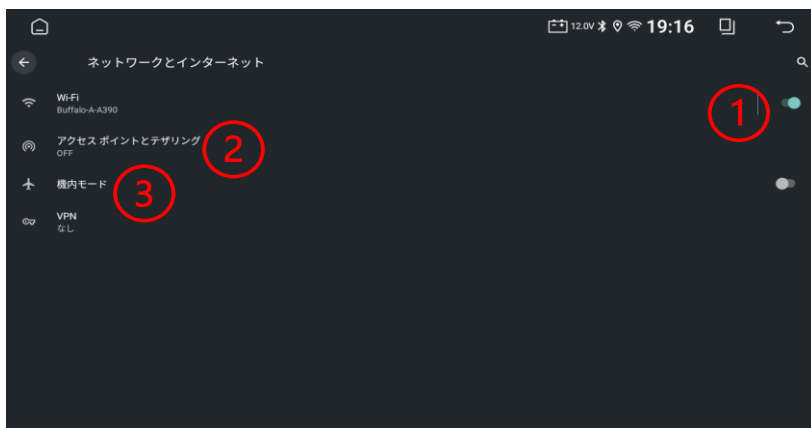 12.0V 19:16
ネットワークとインターネット
Wi-Fi
Buffalo-A-A390
1
アクセス ポイントとテザリング
OFF
2
機内モード
3
VPN
なし